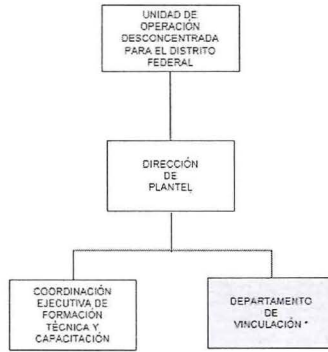 UNIDAD DE
OPERACIÓN
DESCONCENTRADA
PARA EL DISTRITO
FEDERAL
DIRECCIÓN
DE
PLANTEL
COORDINACIÓN
EJECUTIVA DE
FORMACIÓN
TÉCNICA Y
CAPACITACIÓN
DEPARTAMENTO
DE
VINCULACIÓN *